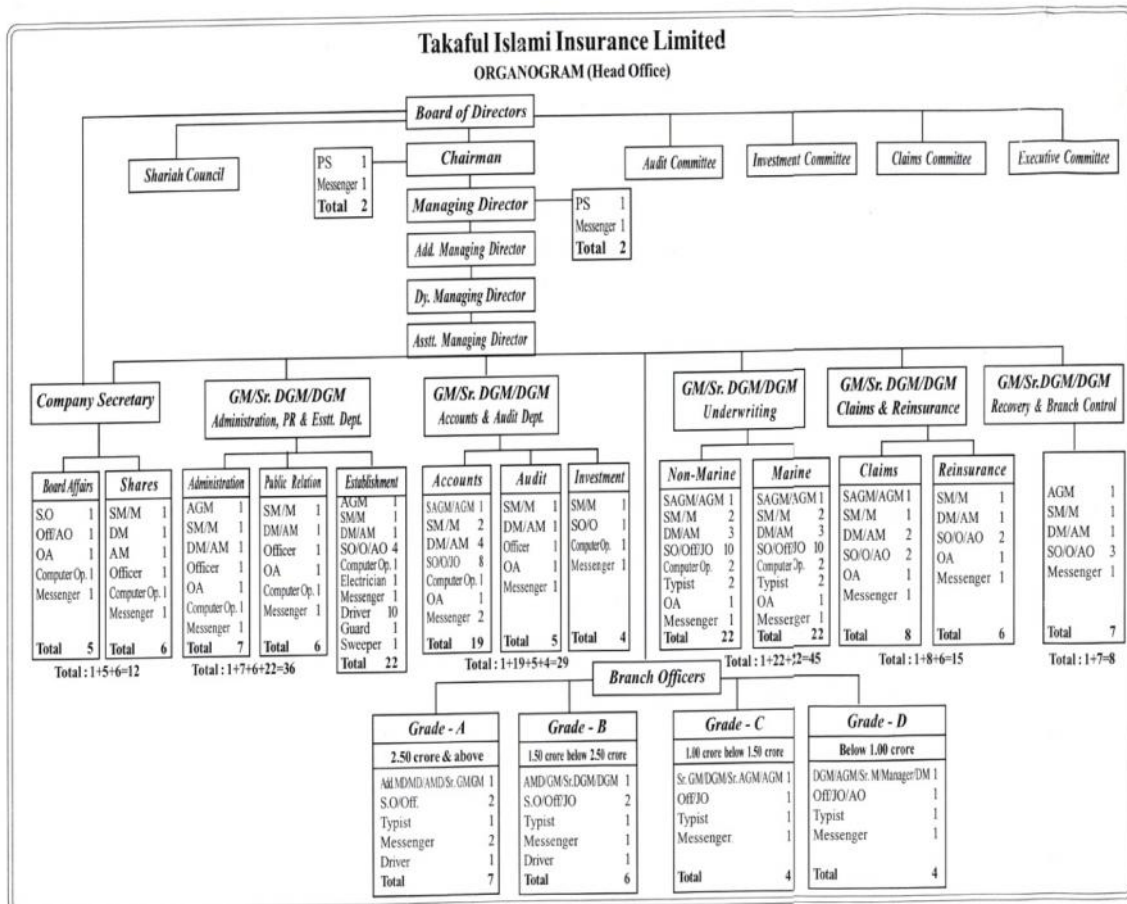 Takaful Islami Insurance Limited
ORGANOGRAM (Head Office)
Board of Directors
Shariah Council
PS 1
Messenger 1
Total 2
Chairman
Audit Committee
Investment Committee
Claims Committee
Executive Committee
Managing Director
PS 1
Messenger 1
Total 2
Add. Managing Director
Dy. Managing Director
Asstt. Managing Director
Company Secretary
Board Affairs
S.O 1
Off/AO 1
OA 1
Computer Op. 1
Messenger 1
Total 5
Shares
SM/M 1
DM 1
AM 1
Officer 1
Computer Op. 1
Messenger 1
Total 6
Total : 1+5+6=12
GM/Sr. DGM/DGM
Administration, PR & Esstt. Dept.
Administration
AGM 1
SM/M 1
DM/AM 1
Officer 1
OA 1
Computer Op. 1
Messenger 1
Total 7
Public Relation
SM/M 1
DM/AM 1
Officer 1
OA 1
Computer Op. 1
Messenger 1
Total 6
Establishment
AGM 1
SM/M 1
DM/AM 1
SO/O/AO 4
Computer Op. 1
Electrician 1
Messenger 1
Driver 10
Guard 1
Sweeper 1
Total 22
Total : 1+7+6+22=36
GM/Sr. DGM/DGM
Accounts & Audit Dept.
Accounts
SAGM/AGM 1
SM/M 2
DM/AM 4
SO/O/JO 8
Computer Op. 1
OA 1
Messenger 2
Total 19
Audit
SM/M 1
DM/AM 1
Officer 1
OA 1
Messenger 1
Total 5
Investment
SM/M 1
SO/O 1
Computer Op. 1
Messenger 1
Total 4
Total : 1+19+5+4=29
GM/Sr. DGM/DGM
Underwriting
Non-Marine
SAGM/AGM 1
SM/M 2
DM/AM 3
SO/Off/JO 10
Computer Op. 2
Typist 2
OA 1
Messenger 1
Total 22
Marine
SAGM/AGM 1
SM/M 2
DM/AM 3
SO/Off/JO 10
Computer Op. 2
Typist 2
OA 1
Messenger 1
Total 22
Total : 1+22+22=45
GM/Sr. DGM/DGM
Claims & Reinsurance
Claims
SAGM/AGM 1
SM/M 1
DM/AM 2
SO/O/AO 2
OA 1
Messenger 1
Total 8
Reinsurance
SM/M 1
DM/AM 1
SO/O/AO 2
OA 1
Messenger 1
Total 6
Total : 1+8+6=15
GM/Sr.DGM/DGM
Recovery & Branch Control
AGM 1
SM/M 1
DM/AM 1
SO/O/AO 3
Messenger 1
Total 7
Total : 1+7=8
Branch Officers
Grade - A
2.50 crore & above
Add.MD/MD/AMD/Sr. GM/GM 1
S.O/Off. 2
Typist 1
Messenger 2
Driver 1
Total 7
Grade - B
1.50 crore below 2.50 crore
AMD/GM/Sr.DGM/DGM 1
S.O/Off/JO 2
Typist 1
Messenger 1
Driver 1
Total 6
Grade - C
1.00 crore below 1.50 crore
Sr. GM/DGM/Sr. AGM/AGM 1
Off/JO 1
Typist 1
Messenger 1
Total 4
Grade - D
Below 1.00 crore
DGM/AGM/Sr. M/Manager/DM 1
Off/JO/AO 1
Typist 1
Messenger 1
Total 4